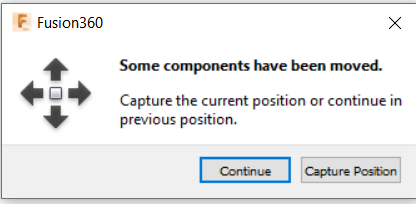 Fusion360
Some components have been moved.
Capture the current position or continue in
previous position.
Continue
Capture Position